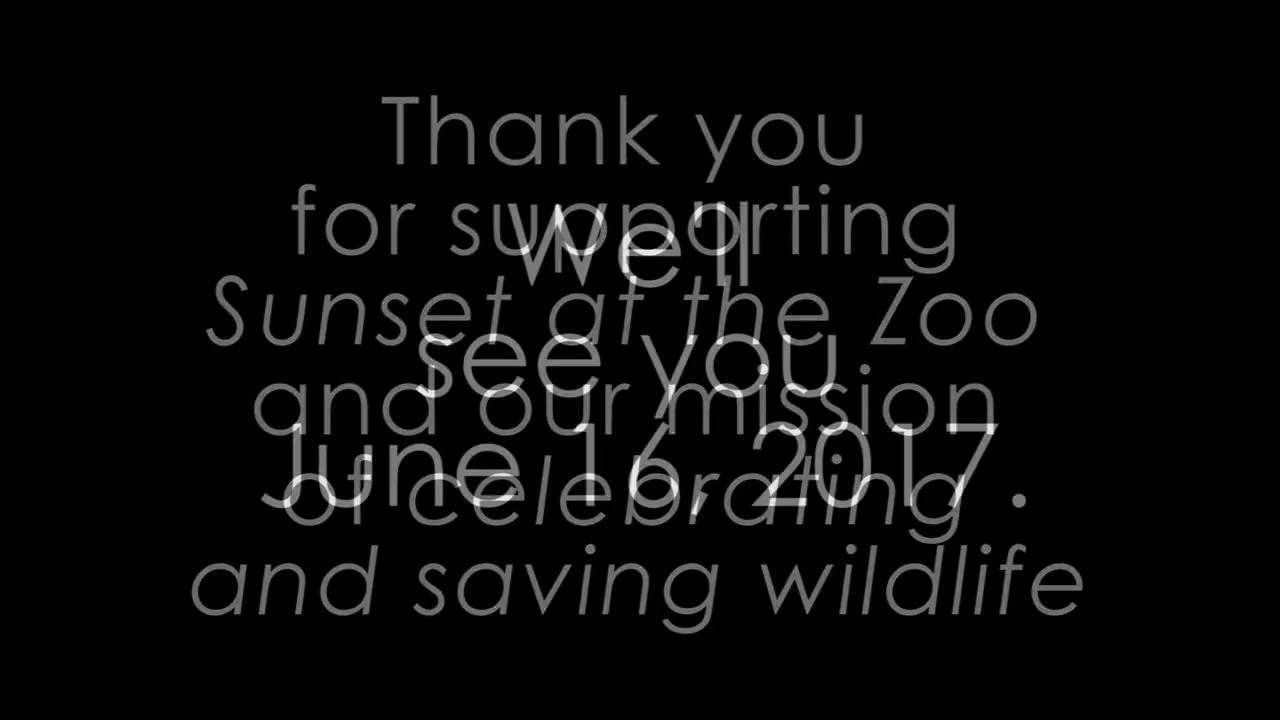 Thank you
for supporting
Sunset at the Zoo
and our mission
of celebrating
and saving wildlife
We'll
see you
June 16, 2017.